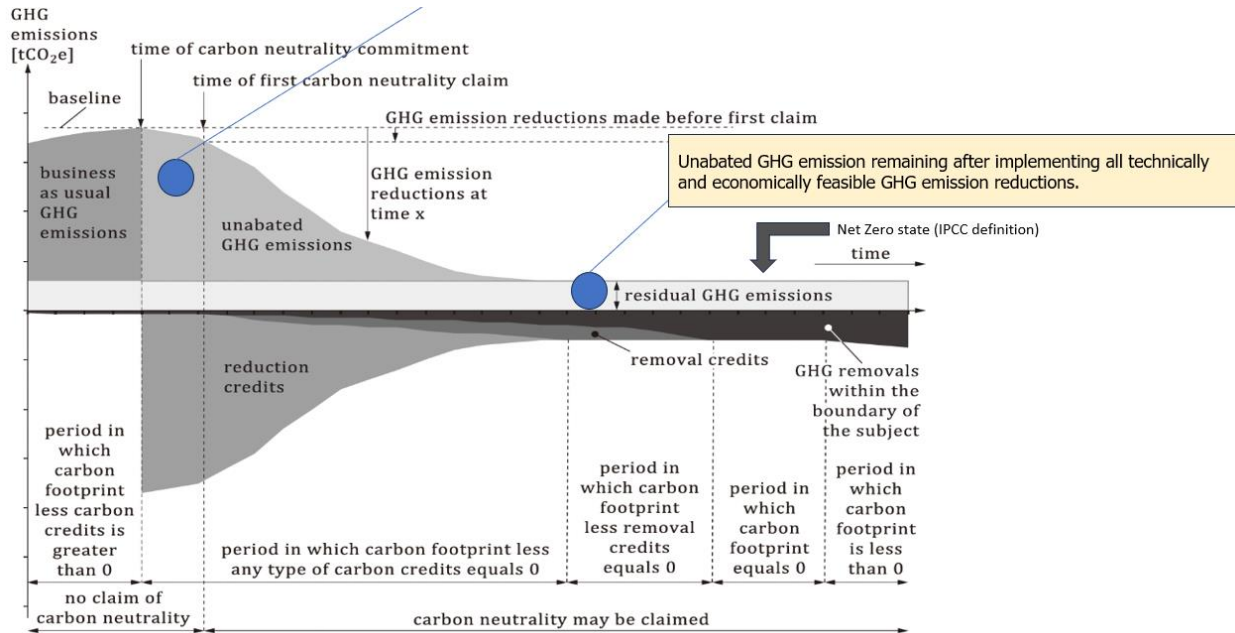 GHG
emissions
[tCO₂e]
time of carbon neutrality commitment
time of first carbon neutrality claim
baseline
GHG emission reductions made before first claim
Unabated GHG emission remaining after implementing all technically
and economically feasible GHG emission reductions.
business
as usual
GHG
emissions
GHG emission
reductions at
time x
unabated
GHG emissions
Net Zero state (IPCC definition)
time
residual GHG emissions
reduction
credits
removal credits
GHG removals
within the
boundary of
the subject
period in
which
carbon
footprint
less carbon
credits is
greater
than 0
period in which carbon footprint less
any type of carbon credits equals 0
period in
which carbon
footprint
less removal
credits
equals 0
period in
which
carbon
footprint
equals 0
period in
which
carbon
footprint
is less
than 0
no claim of
carbon neutrality
carbon neutrality may be claimed